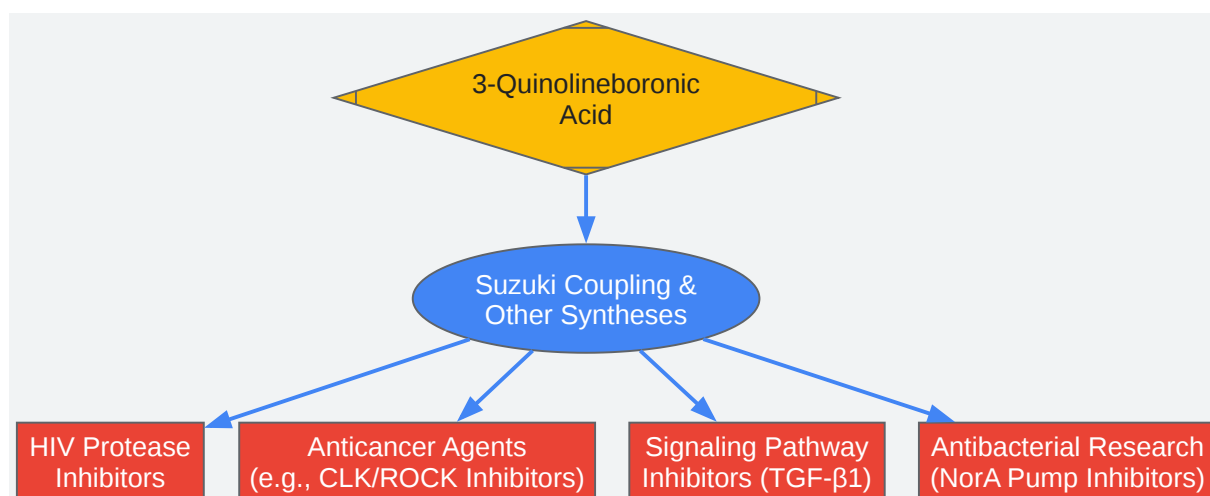 3-Quinolineboronic
Acid
Suzuki Coupling &
Other Syntheses
HIV Protease
Inhibitors
Anticancer Agents
(e.g., CLK/ROCK Inhibitors)
Signaling Pathway
Inhibitors (TGF-β1)
Antibacterial Research
(NorA Pump Inhibitors)